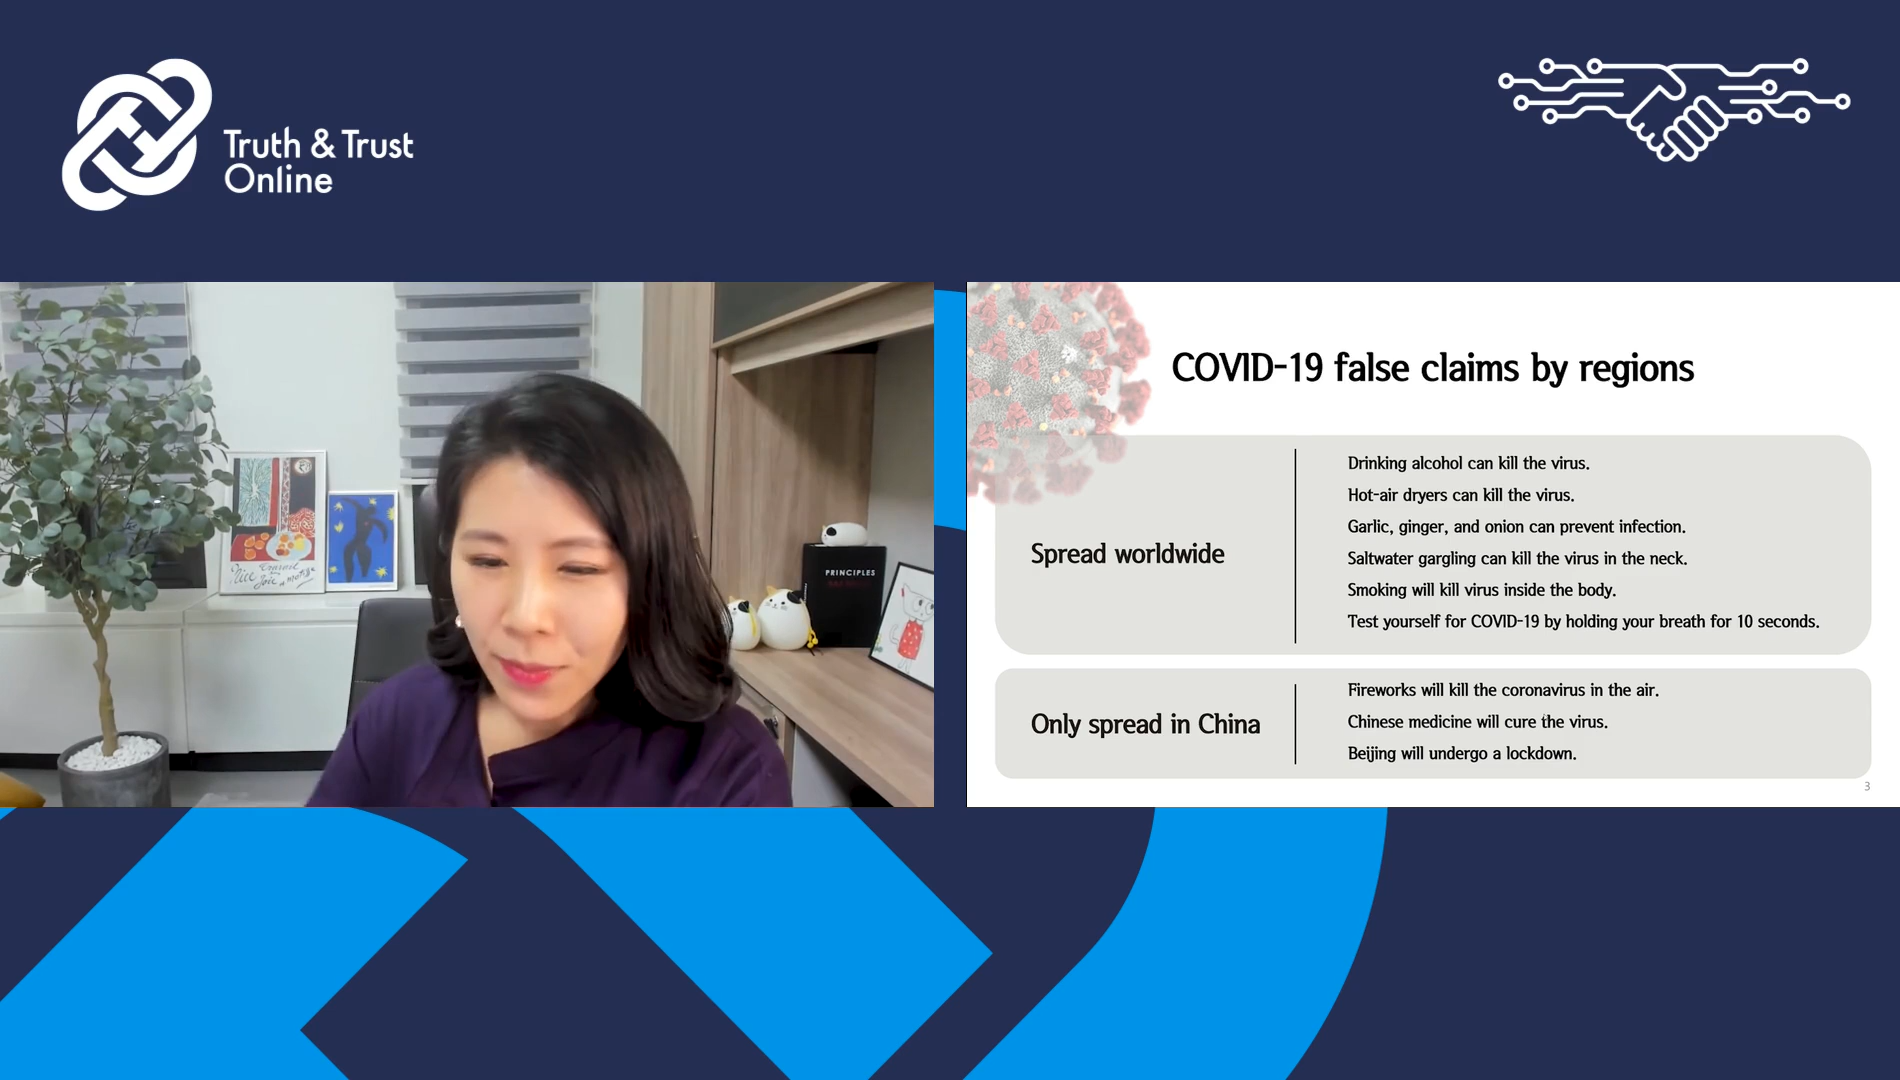 Truth & Trust
Online
Nice
Travail
Joie
PRINCIPLES
COVID-19 false claims by regions
Spread worldwide
Drinking alcohol can kill the virus.
Hot-air dryers can kill the virus.
Garlic, ginger, and onion can prevent infection.
Saltwater gargling can kill the virus in the neck.
Smoking will kill virus inside the body.
Test yourself for COVID-19 by holding your breath for 10 seconds.
Only spread in China
Fireworks will kill the coronavirus in the air.
Chinese medicine will cure the virus.
Beijing will undergo a lockdown.
3